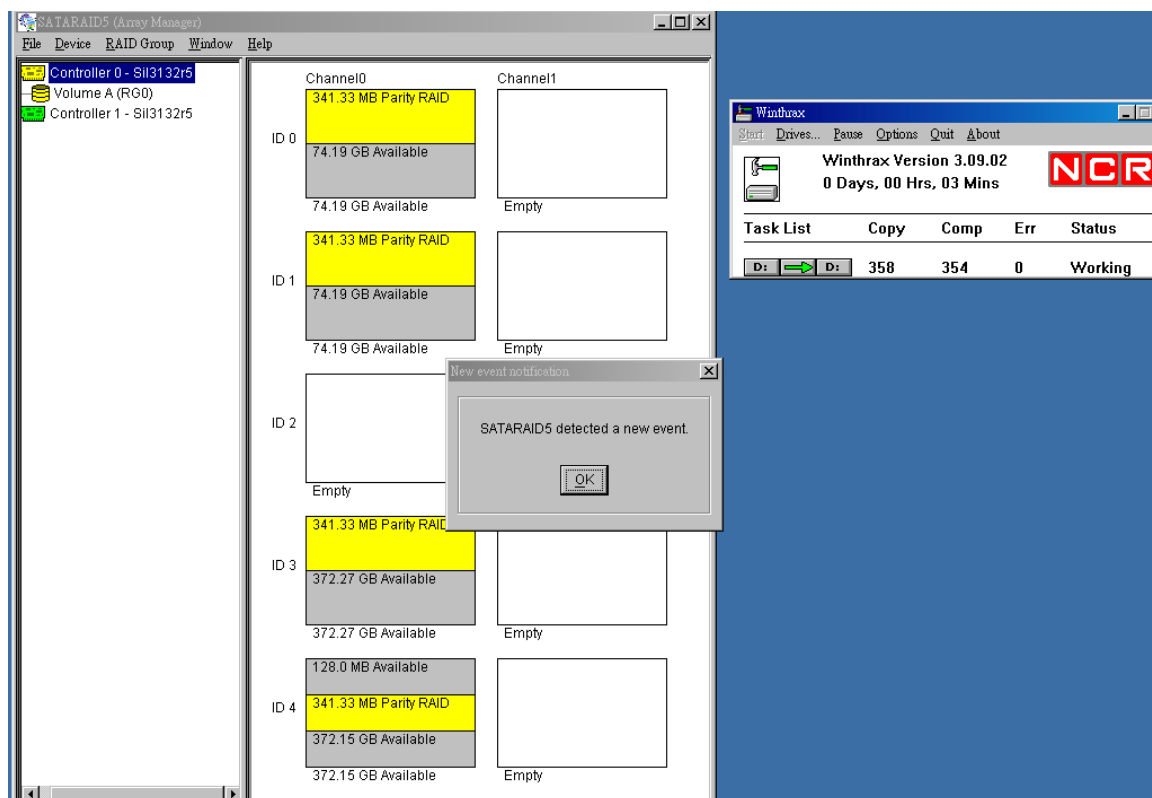 SATARAID5 (Array Manager)
File Device RAID Group Window Help
Controller 0 - SiI3132r5
Volume A (RG0)
Controller 1 - SiI3132r5
Channel0 Channel1
ID 0
341.33 MB Parity RAID
74.19 GB Available
74.19 GB Available
Empty
ID 1
341.33 MB Parity RAID
74.19 GB Available
74.19 GB Available
Empty
ID 2
Empty
ID 3
341.33 MB Parity RAID
372.27 GB Available
372.27 GB Available
Empty
ID 4
128.0 MB Available
341.33 MB Parity RAID
372.15 GB Available
372.15 GB Available
Empty
New event notification
SATARAID5 detected a new event.
OK
Winthrax
Start Drives... Pause Options Quit About
Winthrax Version 3.09.02
0 Days, 00 Hrs, 03 Mins
NCR
Task List Copy Comp Err Status
D: D: 358 354 0 Working